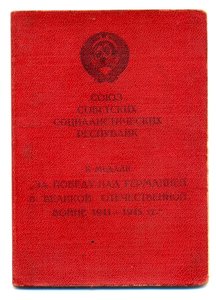 СОЮЗ
СОВЕТСКИХ
СОЦИАЛИСТИЧЕСКИХ
РЕСПУБЛИК
К МЕДАЛИ
„ЗА ПОБЕДУ НАД ГЕРМАНИЕЙ
В ВЕЛИКОЙ ОТЕЧЕСТВЕННОЙ
ВОЙНЕ 1941–1945 гг.“